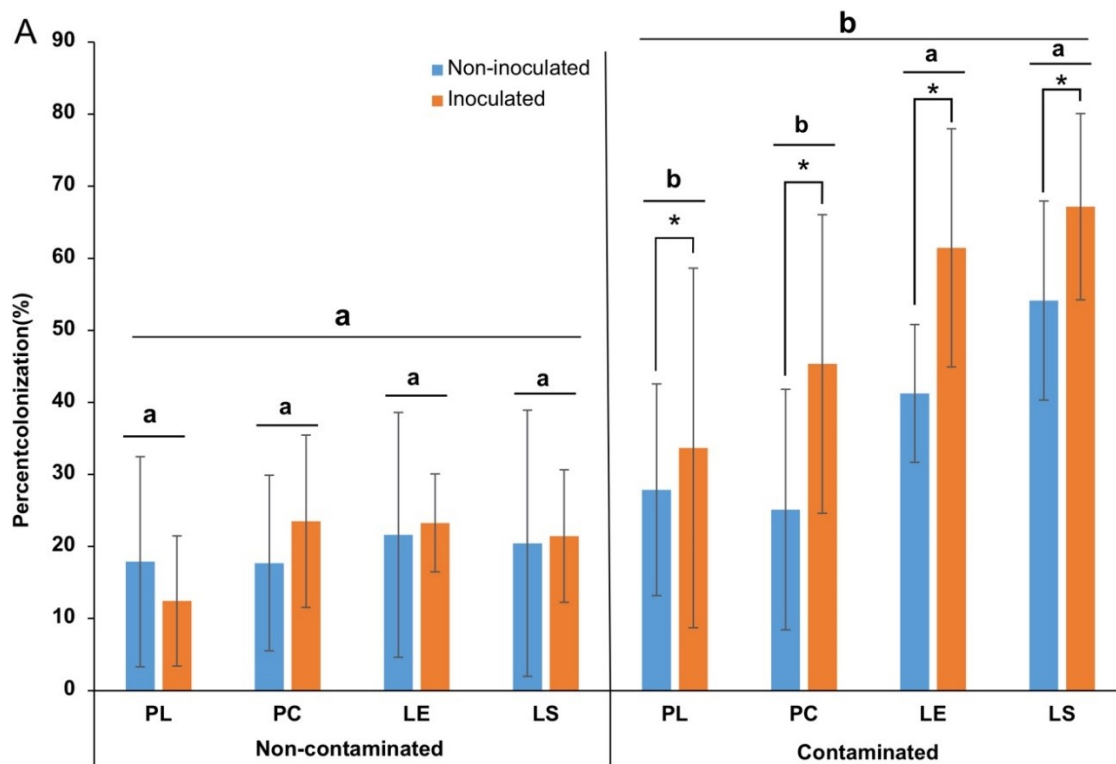 A
b
90
Non-inoculated
Inoculated
a
a
*
*
80
b
*
70
b
*
60
50
a
40
a
a
a
a
30
20
10
0
Percentcolonization(%)
PL PC LE LS PL PC LE LS
Non-contaminated Contaminated